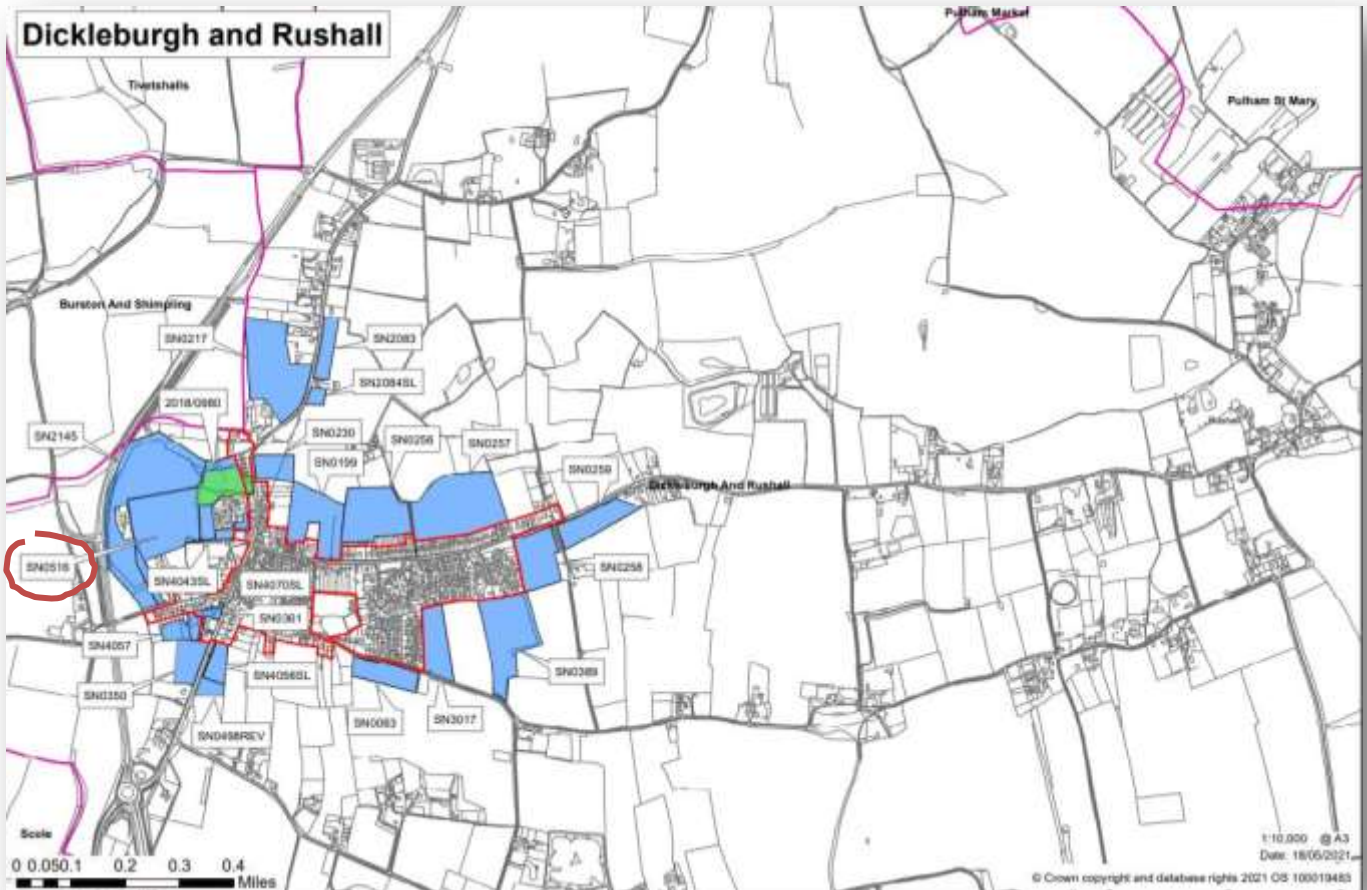 Dickleburgh and Rushall
Pulham Market
Tivetshalls
Pulham St Mary
Burston And Shimpling
SN0217
SN2083
SN2084SL
2018/0980
SN2145
SN0230
SN0256
SN0257
SN0199
SN0259
Dickleburgh And Rushall
SN0516
SN4043SL
SN4070SL
SN0258
SN0361
SN4057
SN0350
SN4056SL
SN0389
SN0063
SN3017
SN0498REV
Scole
0 0.050.1 0.2 0.3 0.4
Miles
1:10,000 @ A3
Date: 18/05/2021
© Crown copyright and database rights 2021 OS 100019483